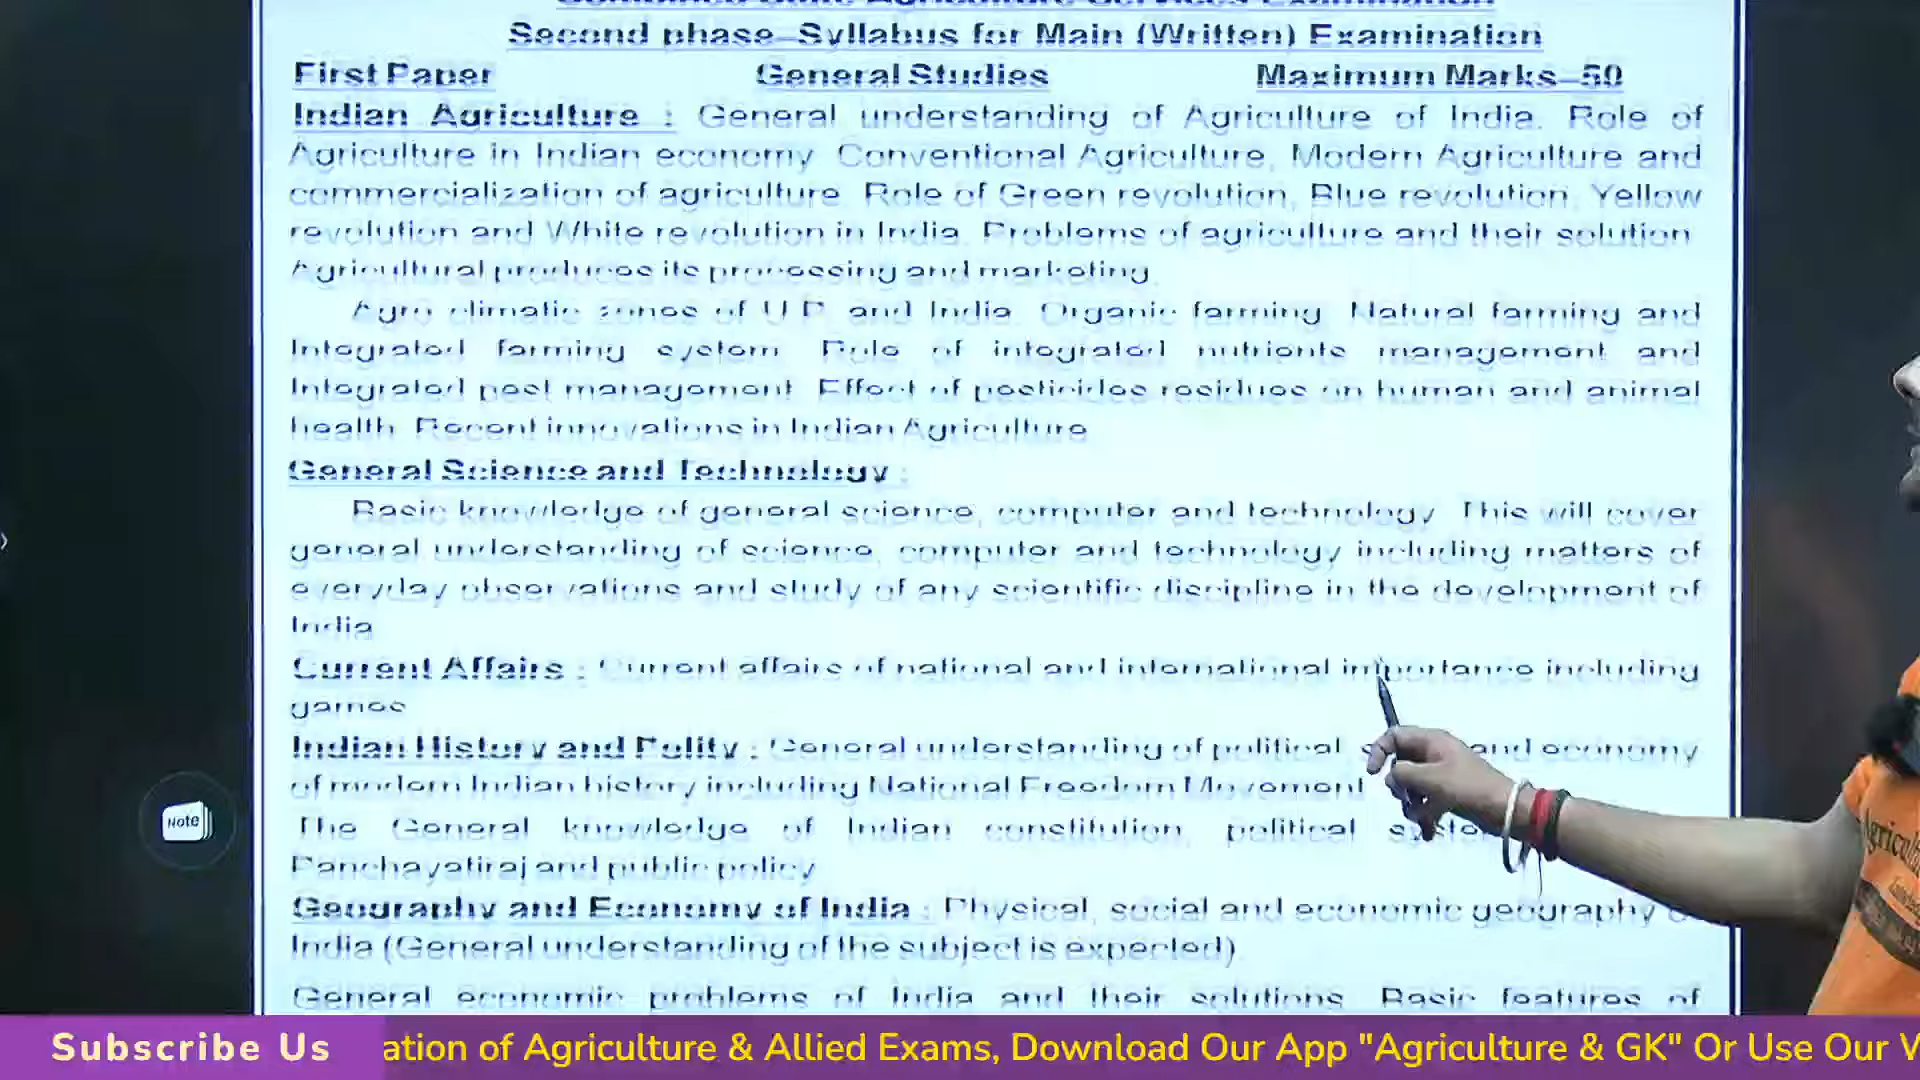 Combined State Agriculture Services Examination
Second phase–Syllabus for Main (Written) Examination
First Paper General Studies Maximum Marks–50
Indian Agriculture : General understanding of Agriculture of India. Role of
Agriculture in Indian economy. Conventional Agriculture, Modern Agriculture and
commercialization of agriculture. Role of Green revolution, Blue revolution, Yellow
revolution and White revolution in India. Problems of agriculture and their solution.
Agricultural produces its processing and marketing.
Agro climatic zones of U.P. and India. Organic farming. Natural farming and
Integrated farming system. Role of integrated nutrients management and
Integrated pest management. Effect of pesticides residues on human and animal
health. Recent innovations in Indian Agriculture.
General Science and Technology :
Basic knowledge of general science, computer and technology. This will cover
general understanding of science, computer and technology including matters of
everyday observations and study of any scientific discipline in the development of
India.
Current Affairs : Current affairs of national and international importance including
games.
Indian History and Polity : General understanding of political, and economy
of modern Indian history including National Freedom Movement
The General knowledge of Indian constitution, political
Panchayatiraj and public policy.
Geography and Economy of India : Physical, social and economic geography
India (General understanding of the subject is expected).
General economic problems of India and their solutions. Basic features of
Note
Agricult
Subscribe Us
ation of Agriculture & Allied Exams, Download Our App "Agriculture & GK" Or Use Our